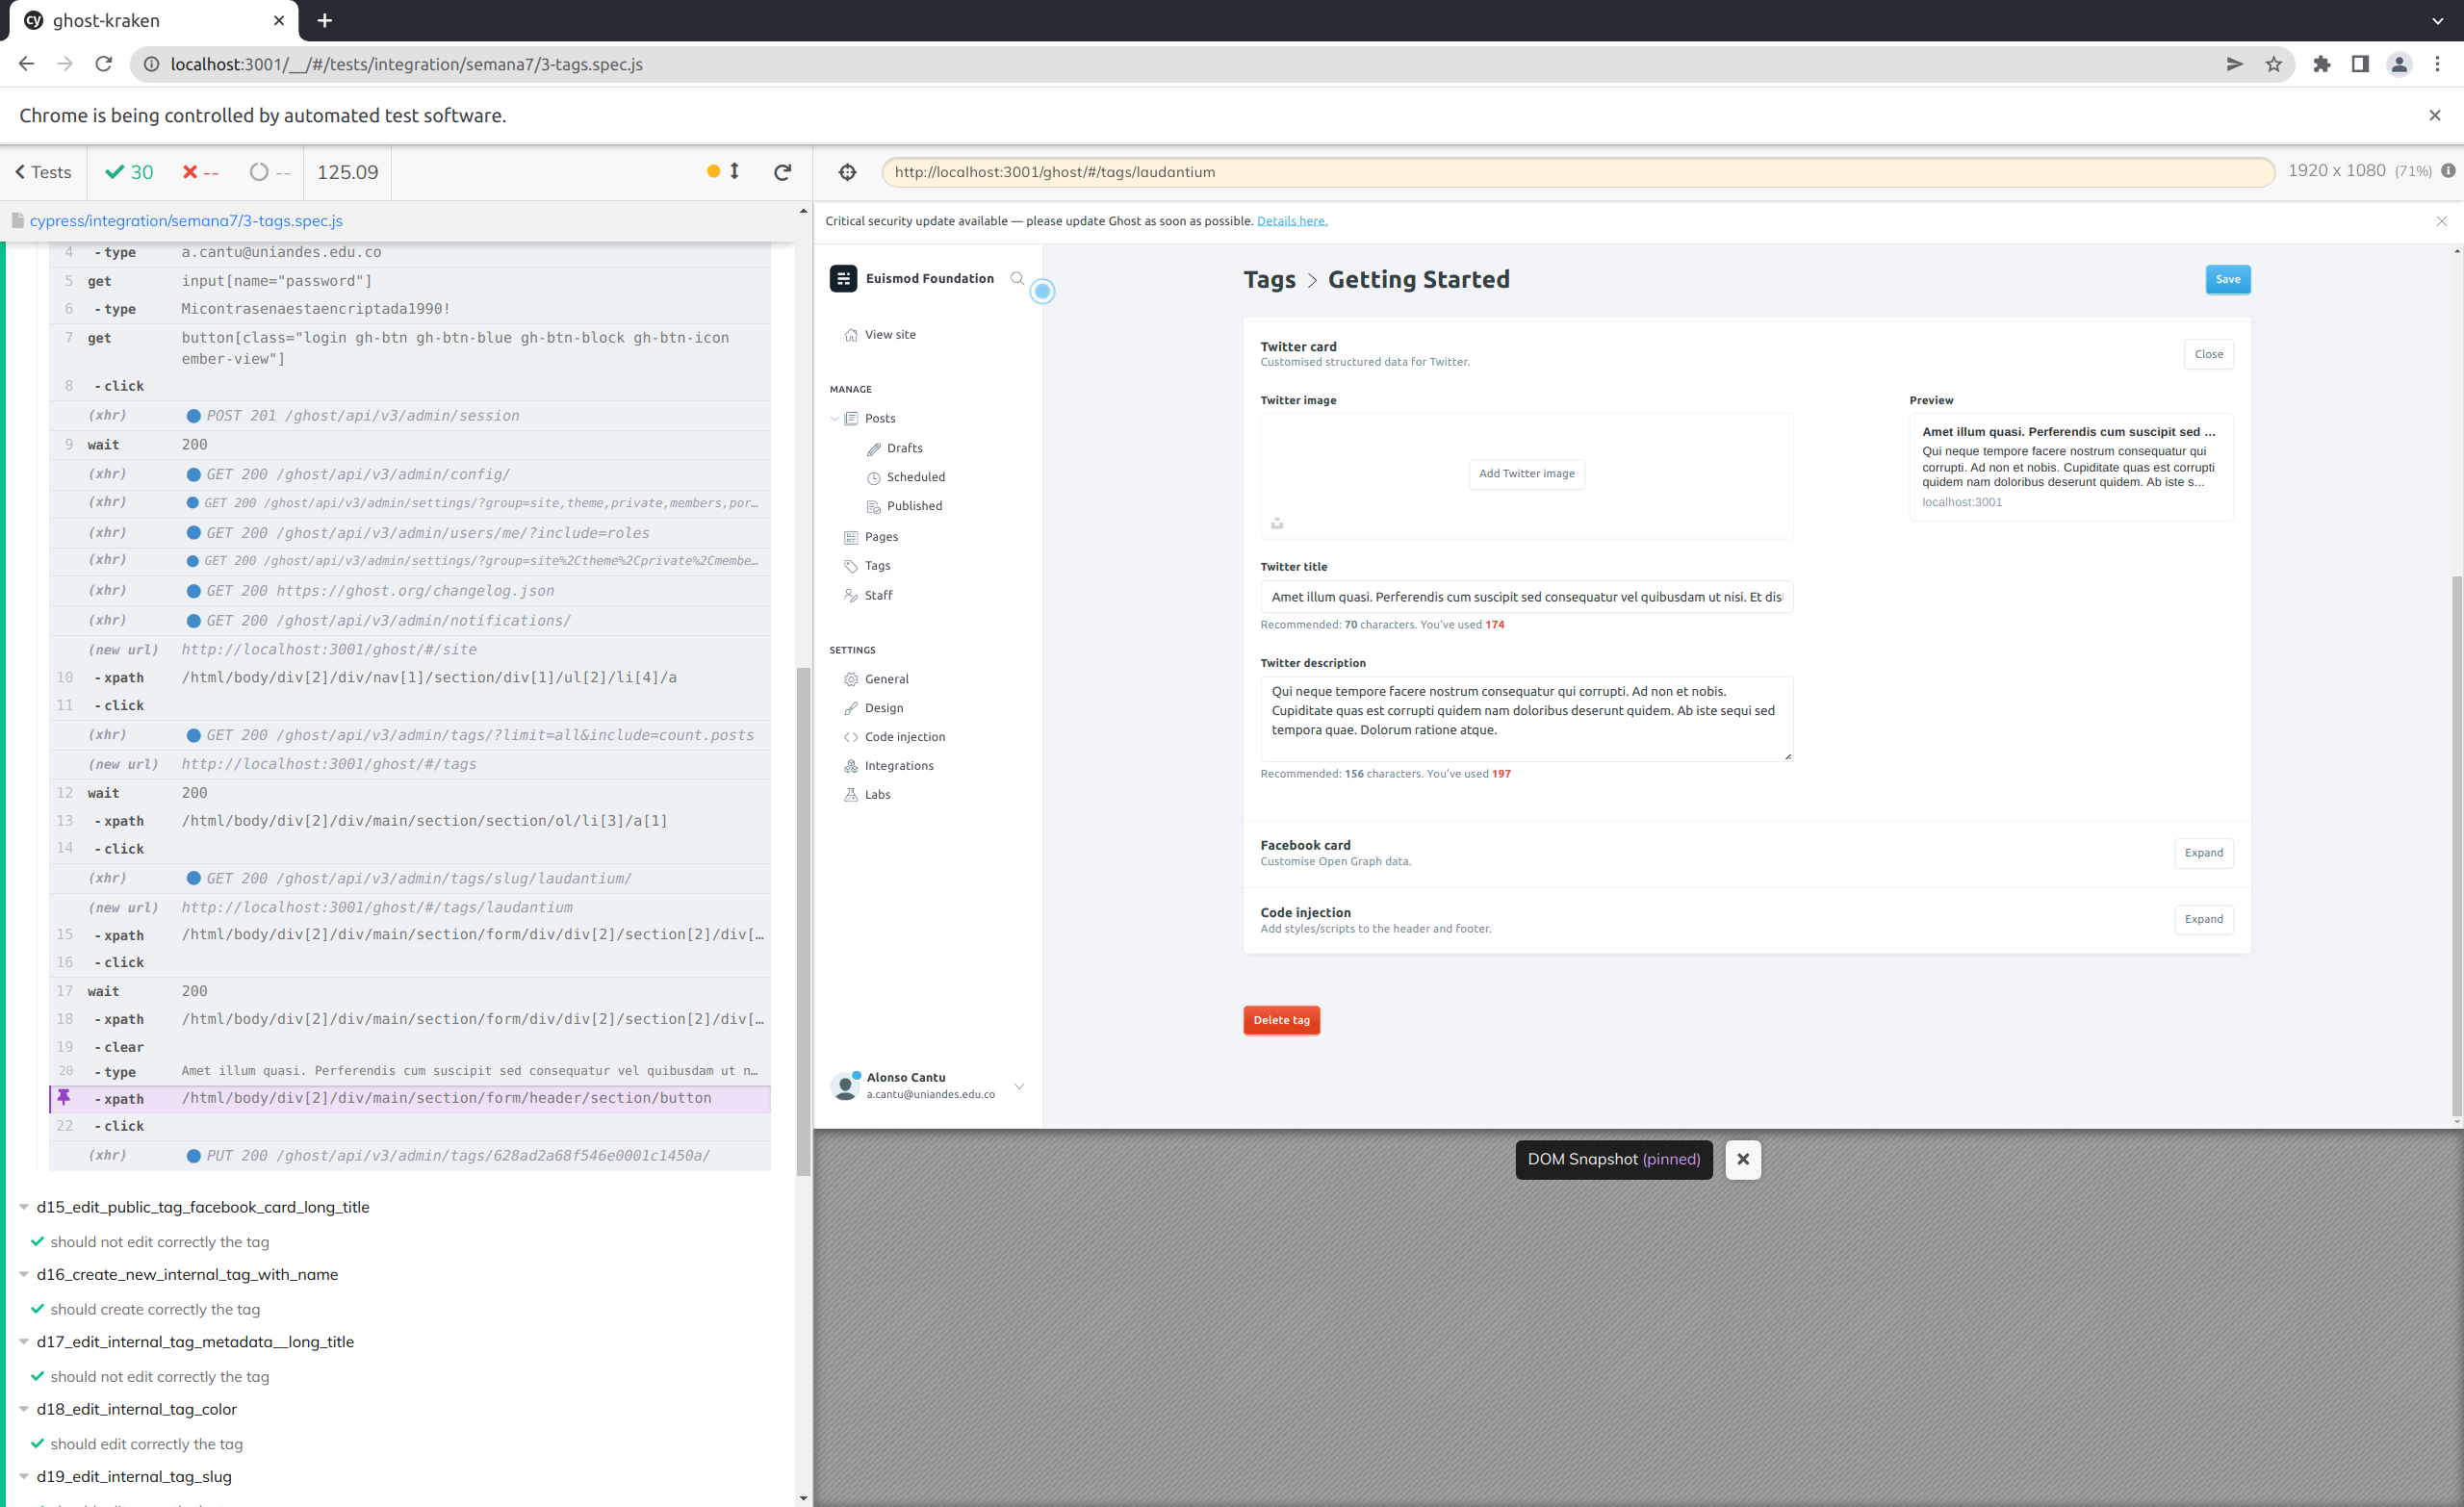 ghost-kraken
localhost:3001/__/#/tests/integration/semana7/3-tags.spec.js
Chrome is being controlled by automated test software.
Tests
30
--
--
125.09
cypress/integration/semana7/3-tags.spec.js
4 - type a.cantu@uniandes.edu.co
5 get input[name="password"]
6 - type Micontrasenaestaencriptada1990!
7 get button[class="login gh-btn gh-btn-blue gh-btn-block gh-btn-icon
ember-view"]
8 - click
(xhr) POST 201 /ghost/api/v3/admin/session
9 wait 200
(xhr) GET 200 /ghost/api/v3/admin/config/
(xhr) GET 200 /ghost/api/v3/admin/settings/?group=site,theme,private,members,por…
(xhr) GET 200 /ghost/api/v3/admin/users/me/?include=roles
(xhr) GET 200 /ghost/api/v3/admin/settings/?group=site%2Ctheme%2Cprivate%2Cmembe…
(xhr) GET 200 https://ghost.org/changelog.json
(xhr) GET 200 /ghost/api/v3/admin/notifications/
(new url) http://localhost:3001/ghost/#/site
10 - xpath /html/body/div[2]/div/nav[1]/section/div[1]/ul[2]/li[4]/a
11 - click
(xhr) GET 200 /ghost/api/v3/admin/tags/?limit=all&include=count.posts
(new url) http://localhost:3001/ghost/#/tags
12 wait 200
13 - xpath /html/body/div[2]/div/main/section/section/ol/li[3]/a[1]
14 - click
(xhr) GET 200 /ghost/api/v3/admin/tags/slug/laudantium/
(new url) http://localhost:3001/ghost/#/tags/laudantium
15 - xpath /html/body/div[2]/div/main/section/form/div/div[2]/section[2]/div[…
16 - click
17 wait 200
18 - xpath /html/body/div[2]/div/main/section/form/div/div[2]/section[2]/div[…
19 - clear
20 - type Amet illum quasi. Perferendis cum suscipit sed consequatur vel quibusdam ut n…
- xpath /html/body/div[2]/div/main/section/form/header/section/button
22 - click
(xhr) PUT 200 /ghost/api/v3/admin/tags/628ad2a68f546e0001c1450a/
d15_edit_public_tag_facebook_card_long_title
should not edit correctly the tag
d16_create_new_internal_tag_with_name
should create correctly the tag
d17_edit_internal_tag_metadata__long_title
should not edit correctly the tag
d18_edit_internal_tag_color
should edit correctly the tag
d19_edit_internal_tag_slug
http://localhost:3001/ghost/#/tags/laudantium
1920 x 1080 (71%)
Critical security update available — please update Ghost as soon as possible. Details here.
Euismod Foundation
View site
MANAGE
Posts
Drafts
Scheduled
Published
Pages
Tags
Staff
SETTINGS
General
Design
Code injection
Integrations
Labs
Alonso Cantu
a.cantu@uniandes.edu.co
Tags > Getting Started
Save
Twitter card
Customised structured data for Twitter.
Close
Twitter image
Add Twitter image
Preview
Amet illum quasi. Perferendis cum suscipit sed ...
Qui neque tempore facere nostrum consequatur qui
corrupti. Ad non et nobis. Cupiditate quas est corrupti
quidem nam doloribus deserunt quidem. Ab iste s...
localhost:3001
Twitter title
Amet illum quasi. Perferendis cum suscipit sed consequatur vel quibusdam ut nisi. Et dis
Recommended: 70 characters. You’ve used 174
Twitter description
Qui neque tempore facere nostrum consequatur qui corrupti. Ad non et nobis.
Cupiditate quas est corrupti quidem nam doloribus deserunt quidem. Ab iste sequi sed
tempora quae. Dolorum ratione atque.
Recommended: 156 characters. You’ve used 197
Facebook card
Customise Open Graph data.
Expand
Code injection
Add styles/scripts to the header and footer.
Expand
Delete tag
DOM Snapshot (pinned)